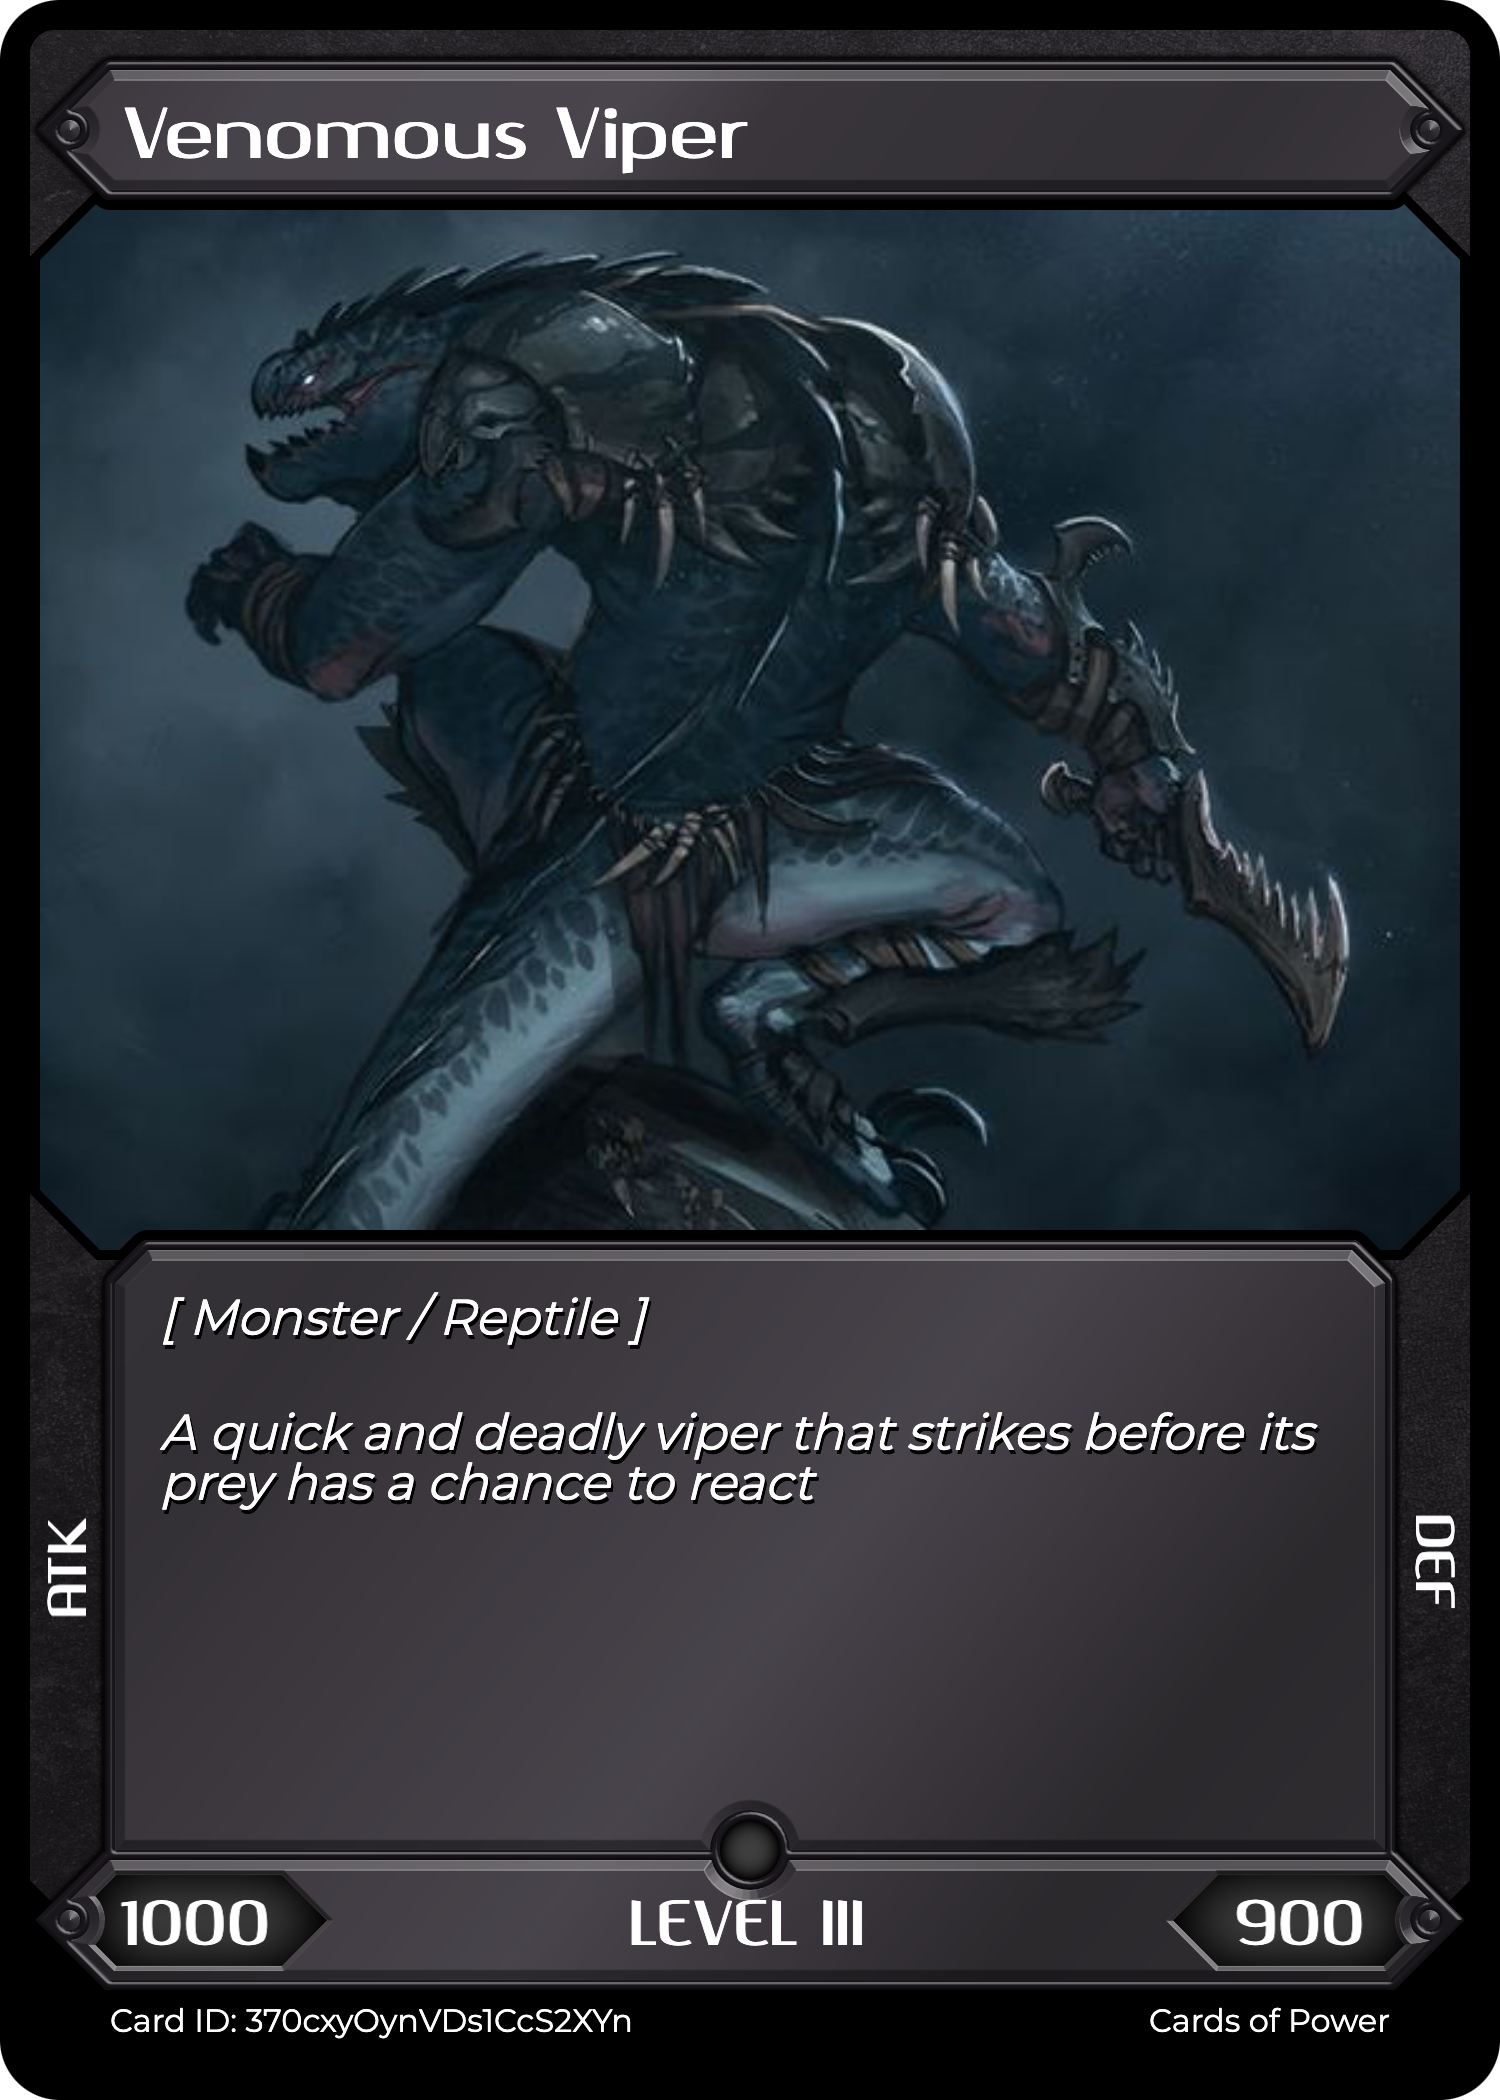 Venomous Viper
[ Monster / Reptile ]
A quick and deadly viper that strikes before its
prey has a chance to react
ATK
DEF
1000
LEVEL III
900
Card ID: 370cxyOynVDs1CcS2XYn
Cards of Power